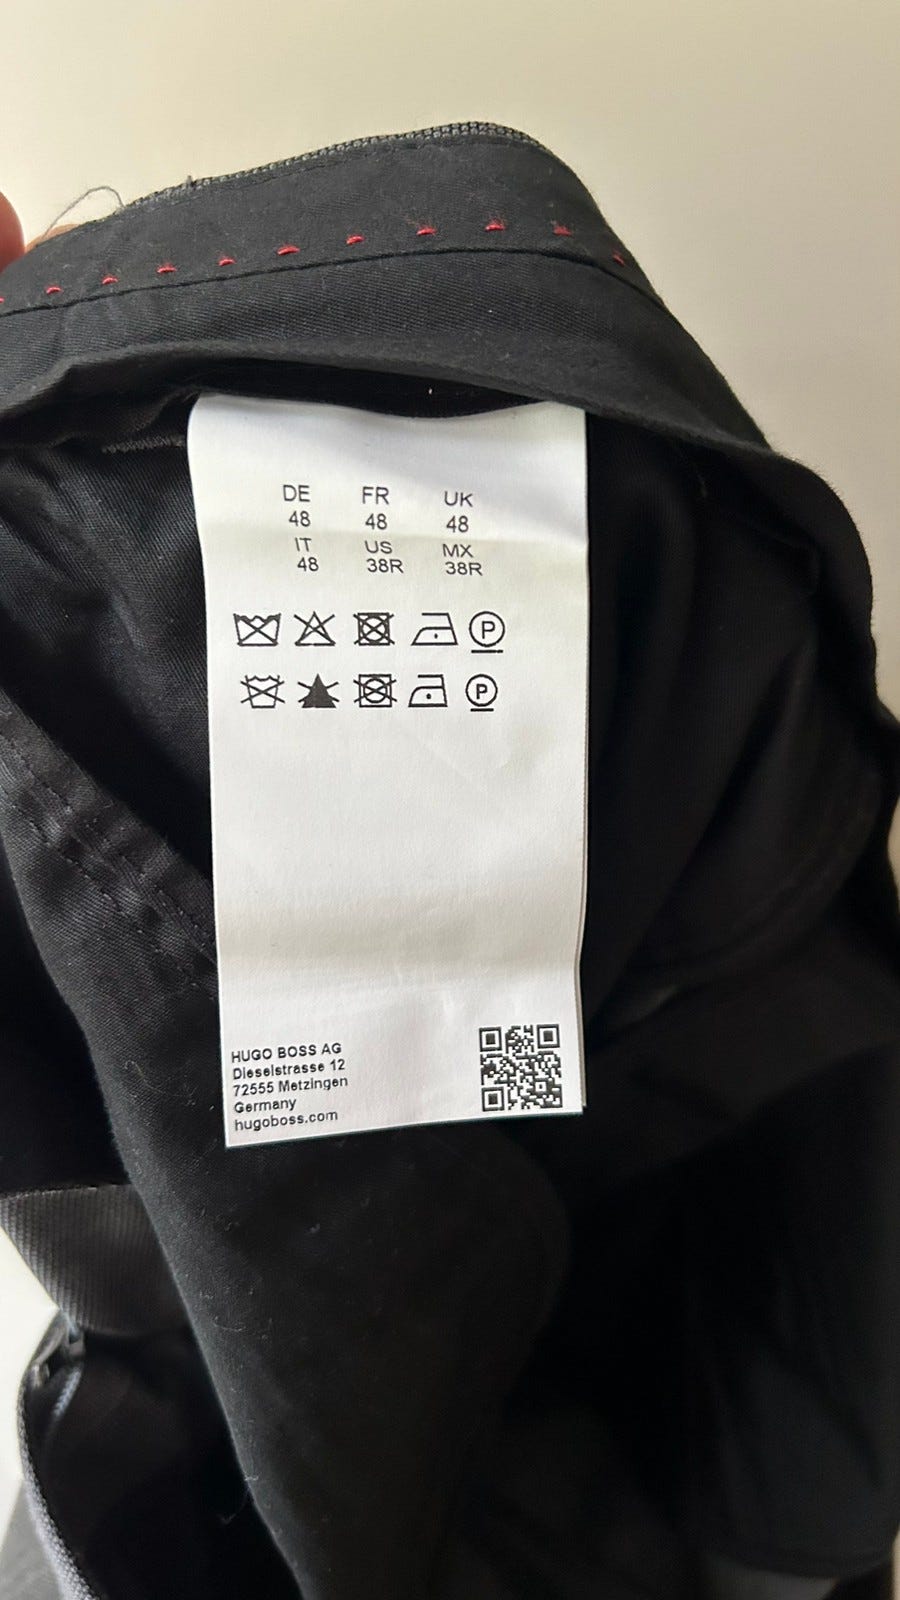 DE FR UK
48 48 48
IT US MX
48 38R 38R
P
P
HUGO BOSS AG
Dieselstrasse 12
72555 Metzingen
Germany
hugoboss.com